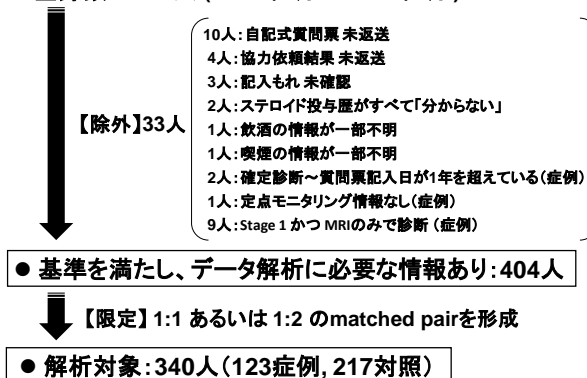 【除外】33人
10人：自記式質問票 未返送
4人：協力依頼結果 未返送
3人：記入もれ 未確認
2人：ステロイド投与歴がすべて「分からない」
1人：飲酒の情報が一部不明
1人：喫煙の情報が一部不明
2人：確定診断～質問票記入日が1年を超えている（症例）
1人：定点モニタリング情報なし（症例）
9人：Stage 1 かつ MRIのみで診断 （症例）
● 基準を満たし、データ解析に必要な情報あり：404人
【限定】 1:1 あるいは 1:2 のmatched pairを形成
● 解析対象：340人（123症例, 217対照）